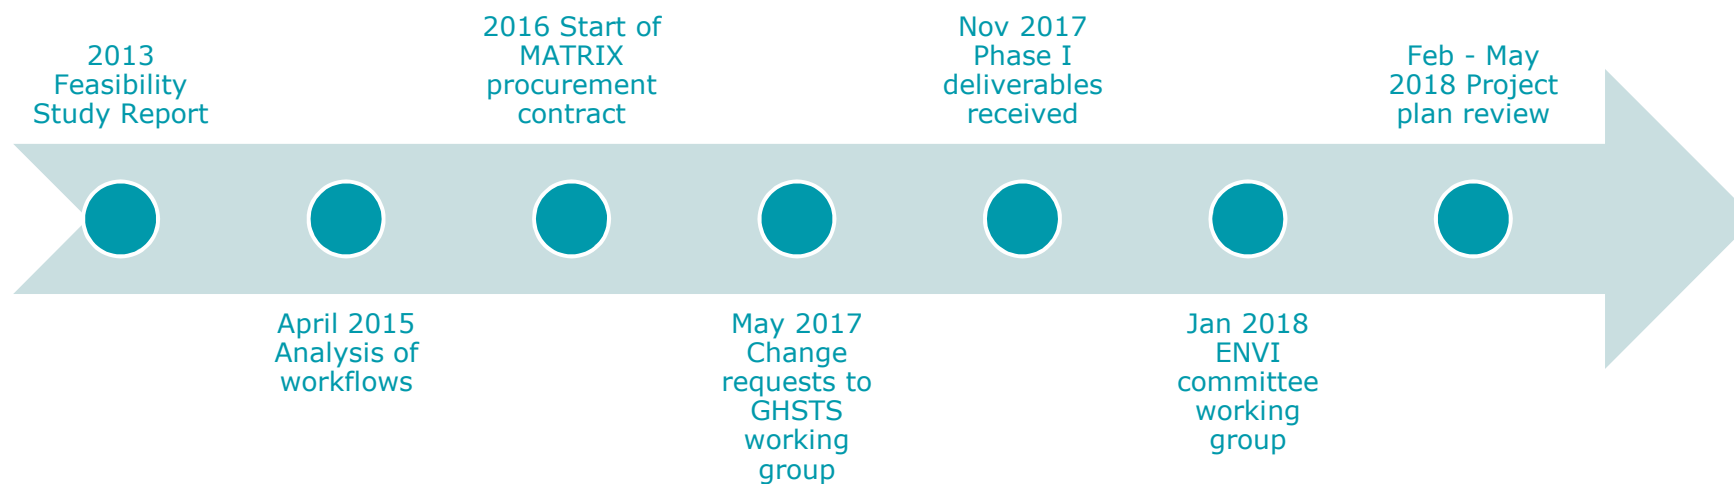 2013
Feasibility
Study Report
April 2015
Analysis of
workflows
2016 Start of
MATRIX
procurement
contract
May 2017
Change
requests to
GHSTS
working
group
Nov 2017
Phase I
deliverables
received
Jan 2018
ENVI
committee
working
group
Feb - May
2018 Project
plan review